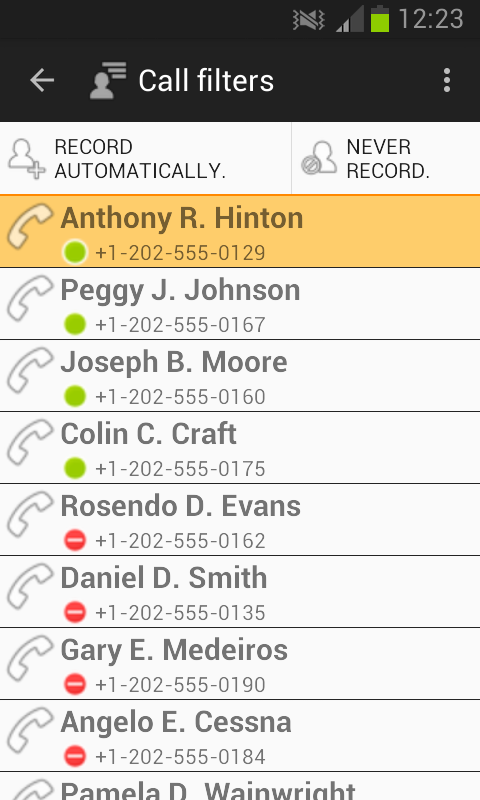 12:23
Call filters
RECORD
AUTOMATICALLY.
NEVER
RECORD.
Anthony R. Hinton
+1-202-555-0129
Peggy J. Johnson
+1-202-555-0167
Joseph B. Moore
+1-202-555-0160
Colin C. Craft
+1-202-555-0175
Rosendo D. Evans
+1-202-555-0162
Daniel D. Smith
+1-202-555-0135
Gary E. Medeiros
+1-202-555-0190
Angelo E. Cessna
+1-202-555-0184
Pamela D. Wainwright